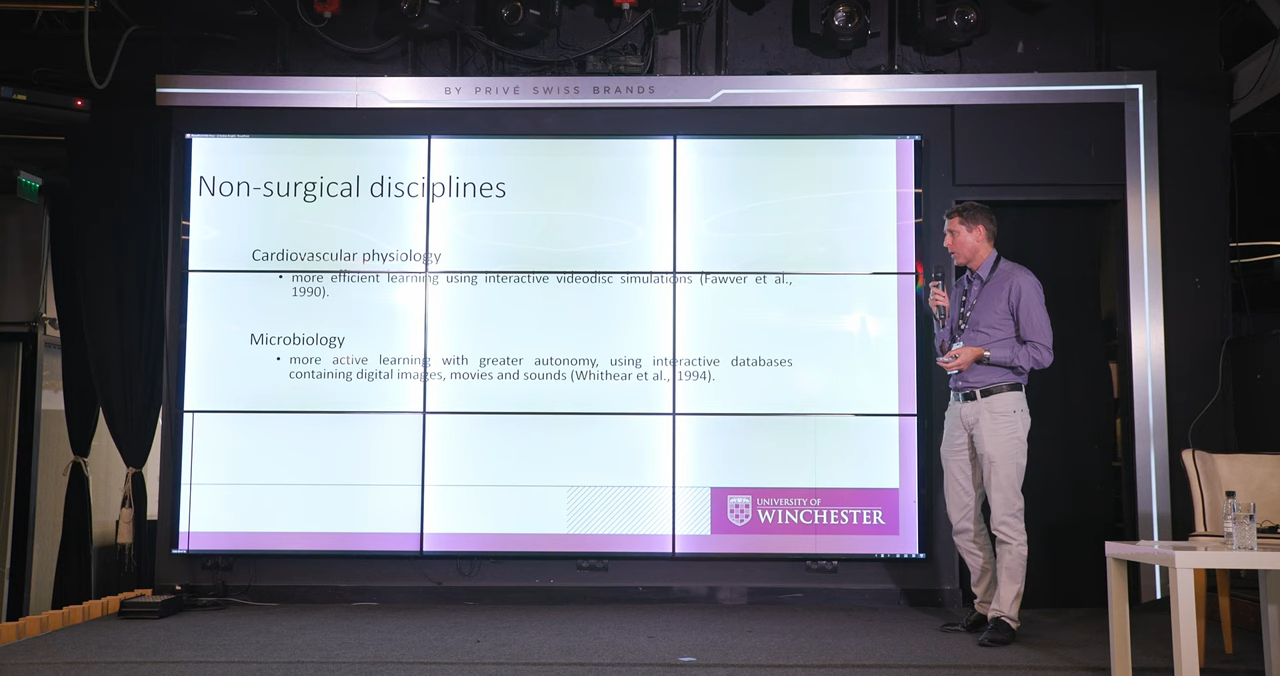 BY PRIVÉ SWISS BRANDS
Non-surgical disciplines
Cardiovascular physiology
• more efficient learning using interactive videodisc simulations (Fawver et al.,
1990).
Microbiology
• more active learning with greater autonomy, using interactive databases
containing digital images, movies and sounds (Whithear et al., 1994).
UNIVERSITY OF
WINCHESTER